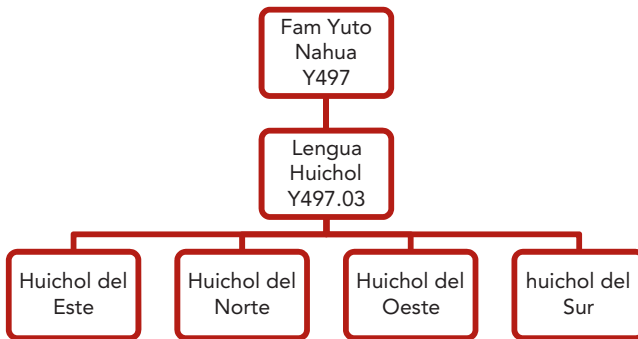 Fam Yuto
Nahua
Y497
Lengua
Huichol
Y497.03
Huichol del
Este
Huichol del
Norte
Huichol del
Oeste
huichol del
Sur